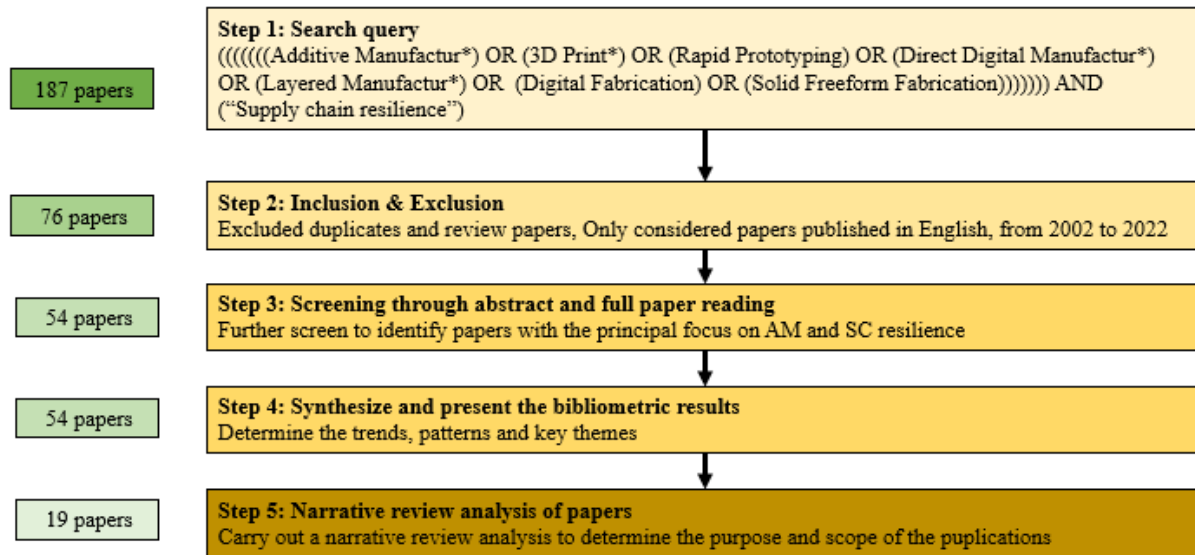 187 papers
Step 1: Search query
(((((((Additive Manufactur*) OR (3D Print*) OR (Rapid Prototyping) OR (Direct Digital Manufactur*)
OR (Layered Manufactur*) OR  (Digital Fabrication) OR (Solid Freeform Fabrication))))))) AND
(“Supply chain resilience”)
76 papers
Step 2: Inclusion & Exclusion
Excluded duplicates and review papers, Only considered papers published in English, from 2002 to 2022
54 papers
Step 3: Screening through abstract and full paper reading
Further screen to identify papers with the principal focus on AM and SC resilience
54 papers
Step 4: Synthesize and present the bibliometric results
Determine the trends, patterns and key themes
19 papers
Step 5: Narrative review analysis of papers
Carry out a narrative review analysis to determine the purpose and scope of the puplications